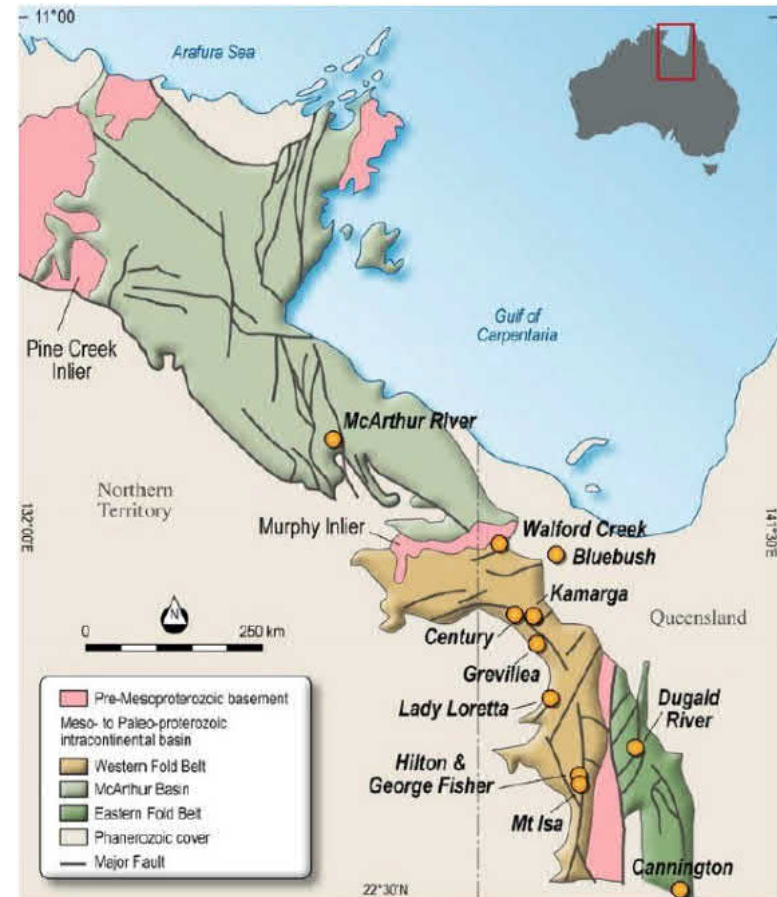 11°00"
Arafura Sea
Gulf of
Carpentaria
Pine Creek
Inlier
McArthur River
Northern
Territory
132°00'E
141°30'E
Murphy Inlier
Walford Creek
Bluebush
Kamarga
Queensland
N
0
250 km
Century
Grevillea
Lady Loretta
Dugald
River
Hilton &
George Fisher
Mt Isa
Cannington
22°30"N
Pre-Mesoproterozoic basement
Meso- to Paleo-proterozoic
intracontinental basin
Western Fold Belt
McArthur Basin
Eastern Fold Belt
Phanerozoic cover
Major Fault